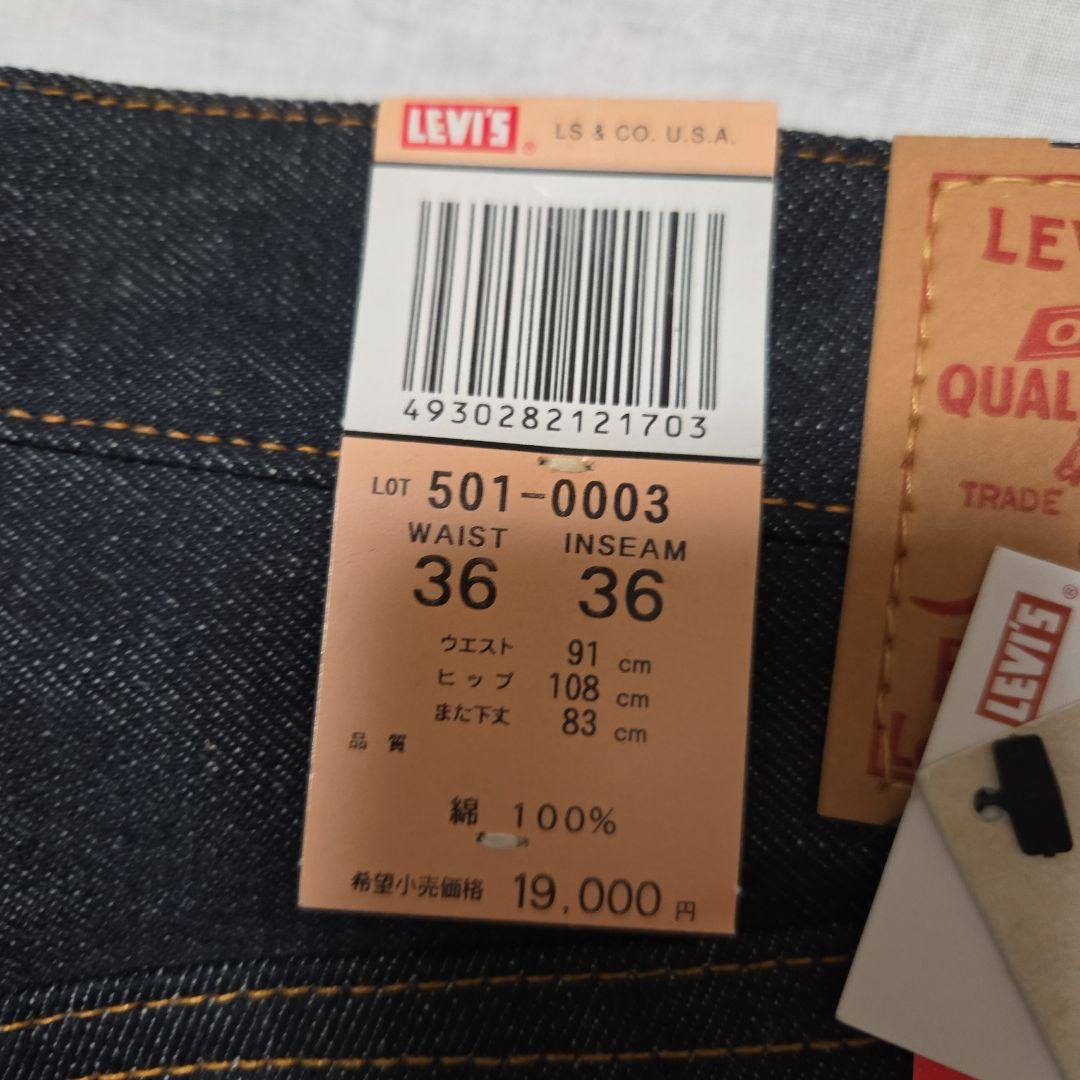 LEVI'S® LS & CO. U.S.A.
4930282121703
LOT 501-0003
WAIST INSEAM
36 36
ウエスト 91 cm
ヒップ 108 cm
また下丈 83 cm
品質
綿 100%
希望小売価格 19,000 円
LEV
QUAL
TRADE
LEVI'S®